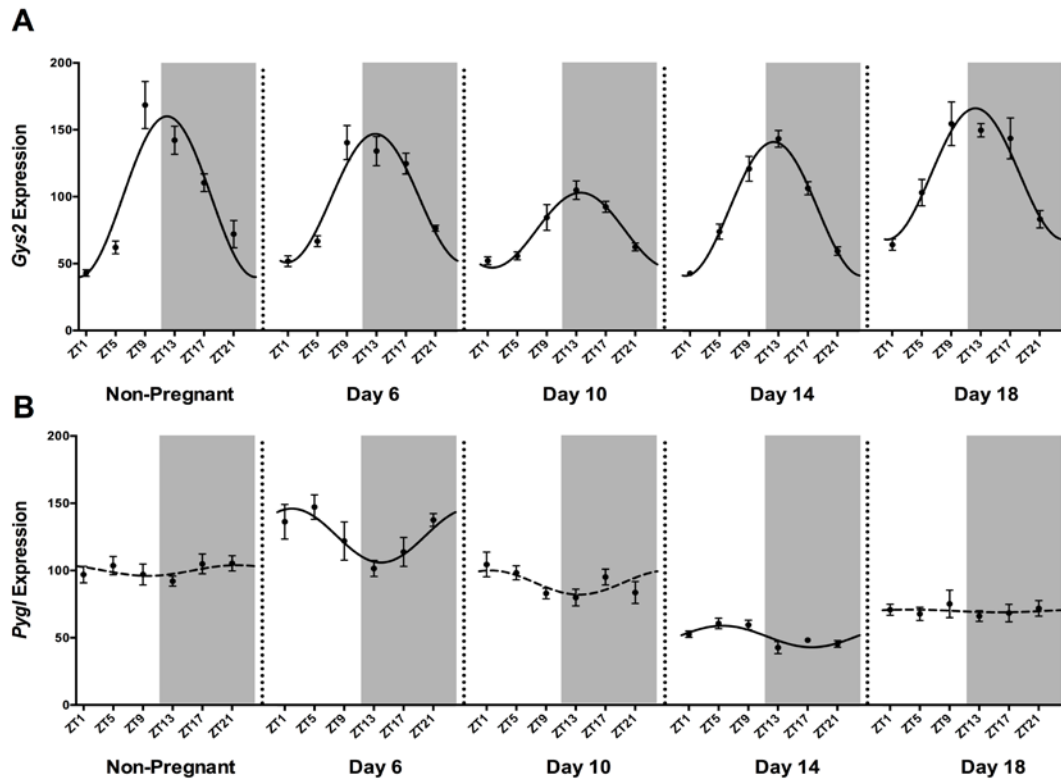 A
Gys2 Expression
200
150
100
50
0
ZT1 ZT5 ZT9 ZT13 ZT17 ZT21 ZT1 ZT5 ZT9 ZT13 ZT17 ZT21 ZT1 ZT5 ZT9 ZT13 ZT17 ZT21 ZT1 ZT5 ZT9 ZT13 ZT17 ZT21 ZT1 ZT5 ZT9 ZT13 ZT17 ZT21
Non-Pregnant Day 6 Day 10 Day 14 Day 18
B
Pygl Expression
200
150
100
50
0
ZT1 ZT5 ZT9 ZT13 ZT17 ZT21 ZT1 ZT5 ZT9 ZT13 ZT17 ZT21 ZT1 ZT5 ZT9 ZT13 ZT17 ZT21 ZT1 ZT5 ZT9 ZT13 ZT17 ZT21 ZT1 ZT5 ZT9 ZT13 ZT17 ZT21
Non-Pregnant Day 6 Day 10 Day 14 Day 18